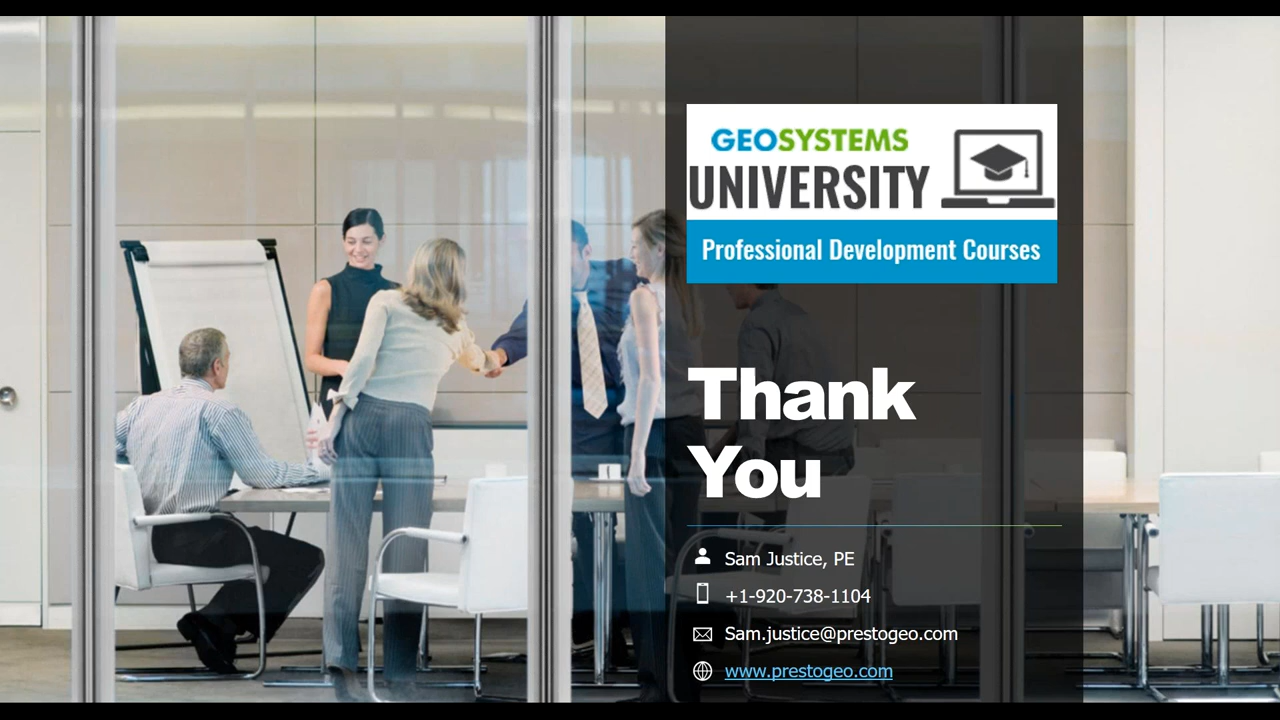 GEOSYSTEMS
UNIVERSITY
Professional Development Courses
Thank
You
Sam Justice, PE
+1-920-738-1104
Sam.justice@prestogeo.com
www.prestogeo.com